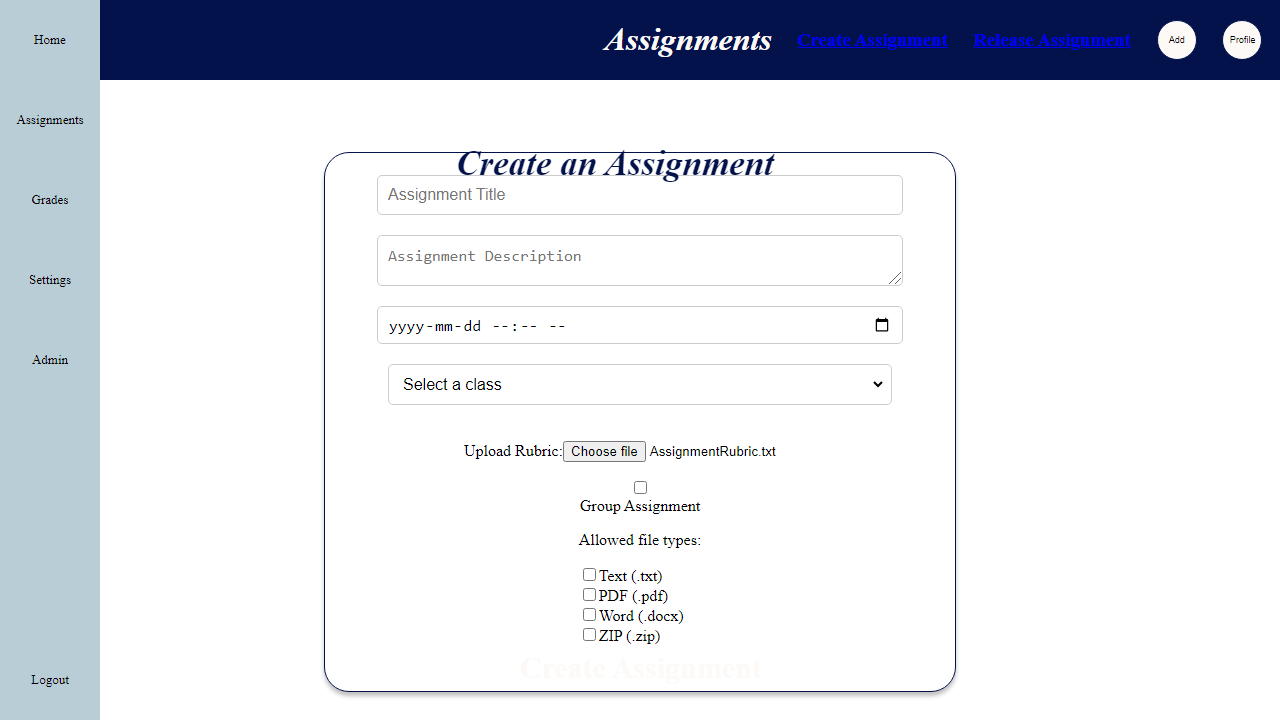 Home
Assignments
Grades
Settings
Admin
Logout
Assignments Create Assignment Release Assignment Add Profile
Create an Assignment
Assignment Title
Assignment Description
yyyy-mm-dd --:-- --
Select a class
Upload Rubric: Choose file AssignmentRubric.txt
Group Assignment
Allowed file types:
Text (.txt)
PDF (.pdf)
Word (.docx)
ZIP (.zip)
Create Assignment